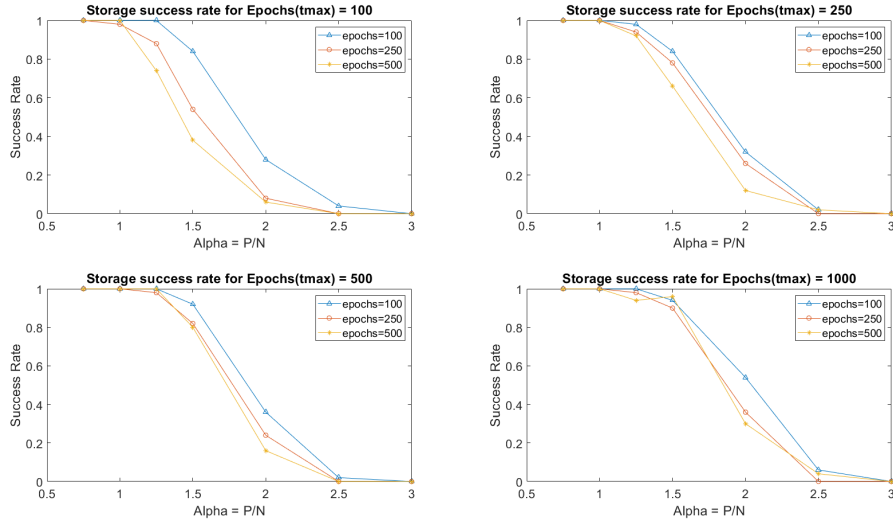 Storage success rate for Epochs(tmax) = 100
1
0.8
0.6
0.4
0.2
0
Success Rate
epochs=100
epochs=250
epochs=500
0.5 1 1.5 2 2.5 3
Alpha = P/N
Storage success rate for Epochs(tmax) = 250
1
0.8
0.6
0.4
0.2
0
Success Rate
epochs=100
epochs=250
epochs=500
0.5 1 1.5 2 2.5 3
Alpha = P/N
Storage success rate for Epochs(tmax) = 500
1
0.8
0.6
0.4
0.2
0
Success Rate
epochs=100
epochs=250
epochs=500
0.5 1 1.5 2 2.5 3
Alpha = P/N
Storage success rate for Epochs(tmax) = 1000
1
0.8
0.6
0.4
0.2
0
Success Rate
epochs=100
epochs=250
epochs=500
0.5 1 1.5 2 2.5 3
Alpha = P/N